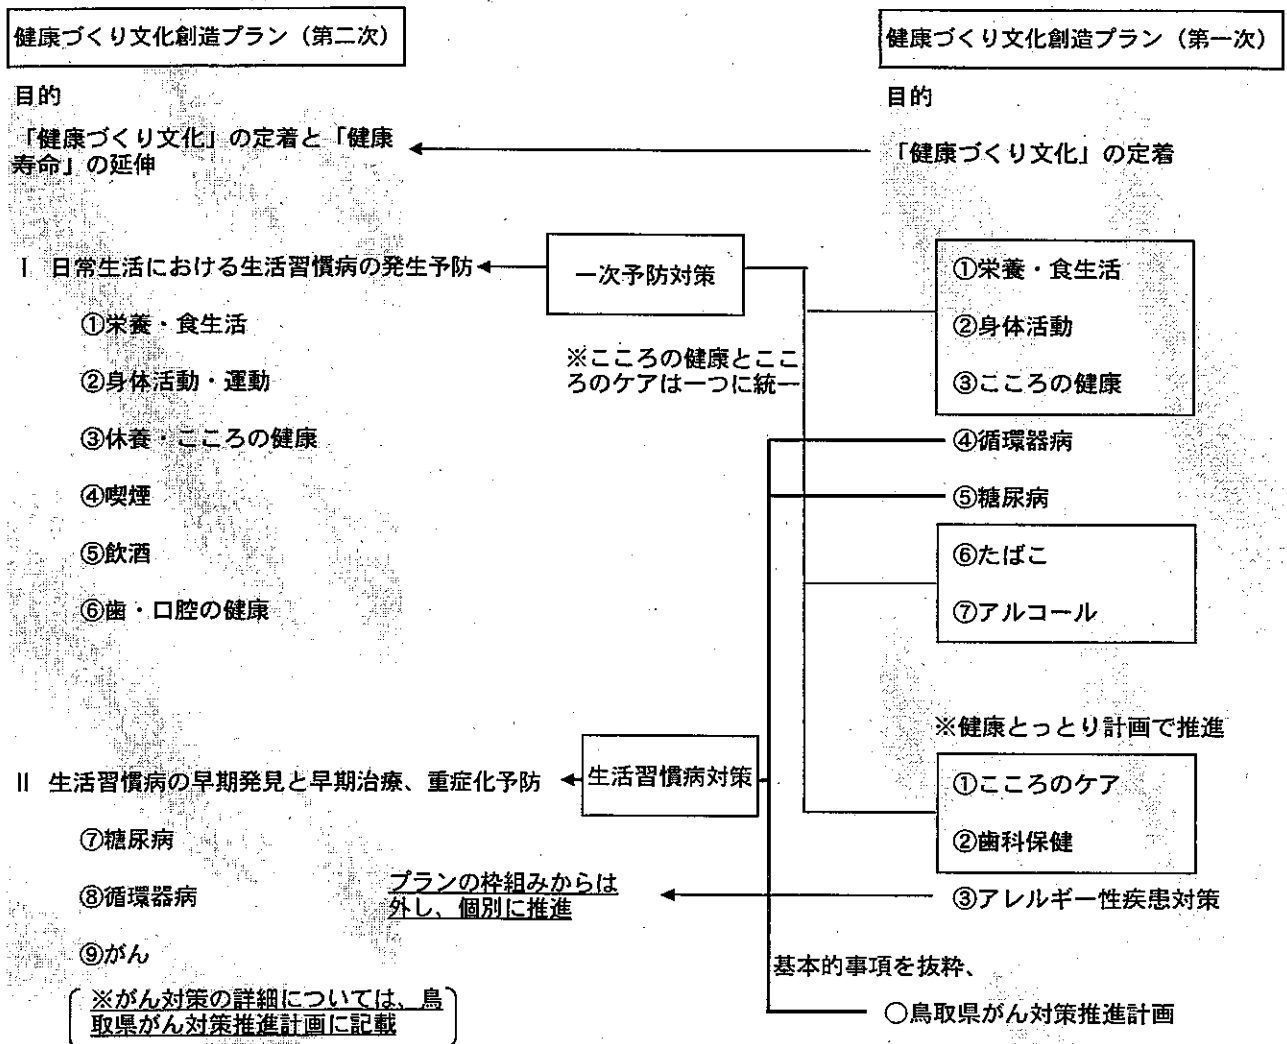 健康づくり文化創造プラン（第二次）
目的
「健康づくり文化」の定着と「健康
寿命」の延伸
Ⅰ 日常生活における生活習慣病の発生予防
①栄養・食生活
②身体活動・運動
③休養・こころの健康
④喫煙
⑤飲酒
⑥歯・口腔の健康
Ⅱ 生活習慣病の早期発見と早期治療、重症化予防
⑦糖尿病
⑧循環器病
⑨がん
※がん対策の詳細については、鳥
取県がん対策推進計画に記載
一次予防対策
※こころの健康とここ
ろのケアは一つに統一
生活習慣病対策
プランの枠組みからは
外し、個別に推進
基本的事項を抜粋、
健康づくり文化創造プラン（第一次）
目的
「健康づくり文化」の定着
①栄養・食生活
②身体活動
③こころの健康
④循環器病
⑤糖尿病
⑥たばこ
⑦アルコール
※健康とっとり計画で推進
①こころのケア
②歯科保健
③アレルギー性疾患対策
○鳥取県がん対策推進計画